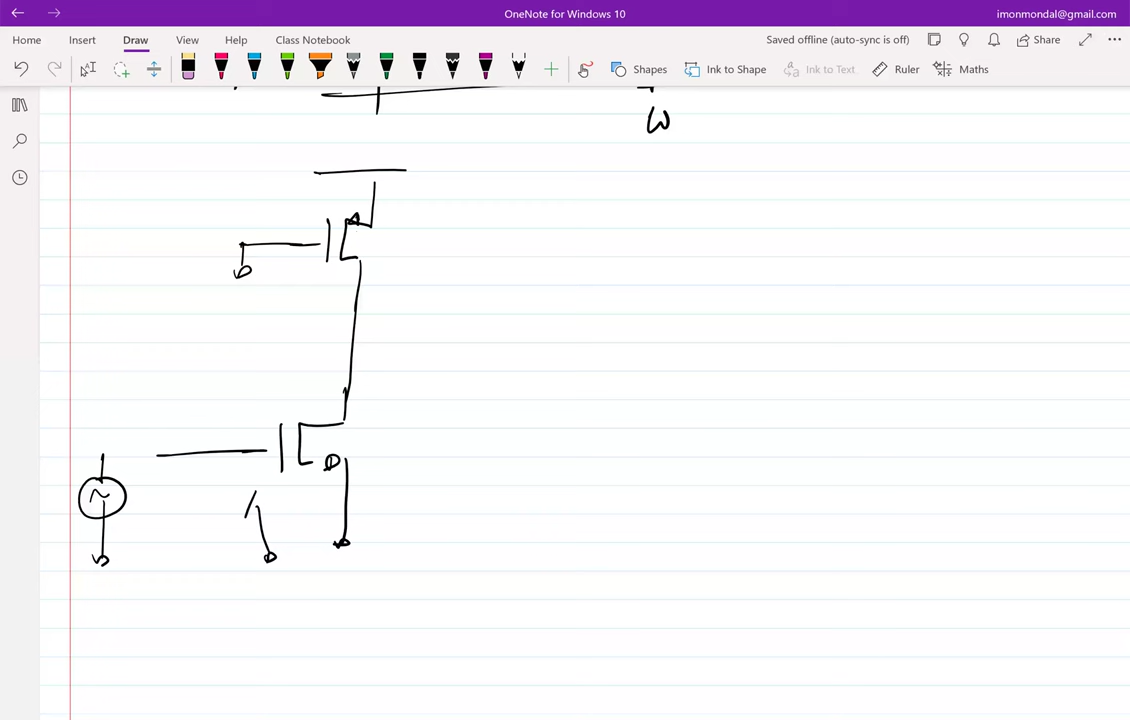 OneNote for Windows 10
imonmondal@gmail.com
Home Insert Draw View Help Class Notebook
Saved offline (auto-sync is off)
Share
Shapes
Ink to Shape
Ink to Text
Ruler
Maths
ω
~